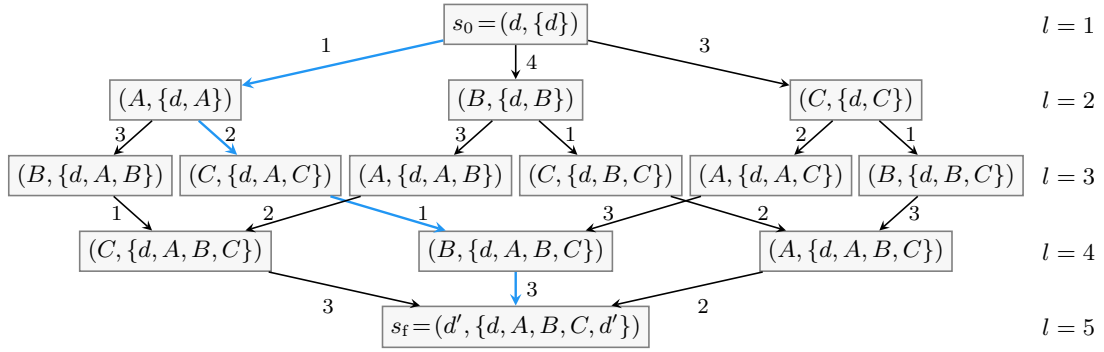 s₀ = (d, {d}) l = 1
1 4 3
(A, {d, A}) (B, {d, B}) (C, {d, C}) l = 2
3 2 3 1 2 1
(B, {d, A, B}) (C, {d, A, C}) (A, {d, A, B}) (C, {d, B, C}) (A, {d, A, C}) (B, {d, B, C}) l = 3
1 2 1 3 2 3
(C, {d, A, B, C}) (B, {d, A, B, C}) (A, {d, A, B, C}) l = 4
3 3 2
s_f = (d′, {d, A, B, C, d′}) l = 5